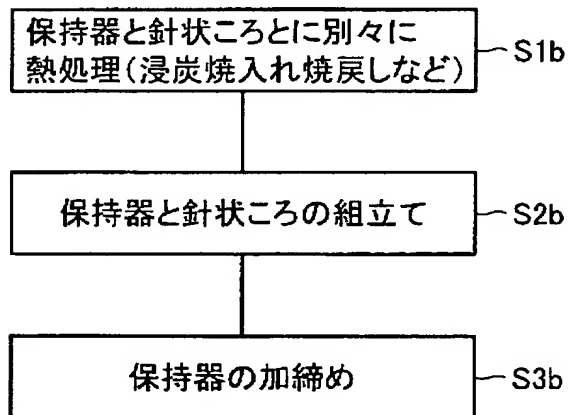 保持器と針状ころとに別々に
熱処理(浸炭焼入れ焼戻しなど)
S1b
保持器と針状ころの組立て
S2b
保持器の加締め
S3b